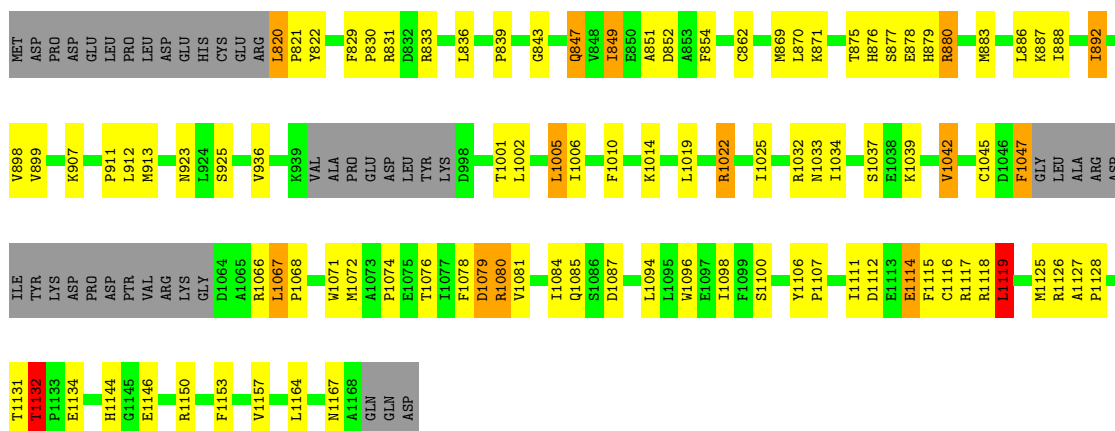 MET ASP PRO ASP GLU LEU PRO LEU ASP GLU HIS CYS GLU ARG L820 P821 Y822 F829 P830 R831 D832 R833 L836 P839 G843 Q847 V848 I849 E850 A851 D852 A853 F854 C862 M869 L870 K871 T875 H876 S877 E878 H879 R880 M883 L886 K887 I888 I892
V898 V899 K907 P911 L912 M913 N923 L924 S925 V936 K939 VAL ALA PRO GLU ASP LEU TYR LYS D998 T1001 L1002 L1005 I1006 F1010 K1014 L1019 R1022 I1025 R1032 N1033 I1034 S1037 E1038 K1039 V1042 C1045 D1046 F1047 GLY LEU ALA ARG ASP
ILE TYR LYS ASP PRO ASP PTR VAL ARG LYS GLY D1064 A1065 R1066 L1067 P1068 W1071 M1072 A1073 P1074 E1075 T1076 I1077 F1078 D1079 R1080 V1081 I1084 Q1085 S1086 D1087 L1094 L1095 W1096 E1097 I1098 F1099 S1100 Y1106 P1107 I1111 D1112 E1113 E1114 F1115 C1116 R1117 R1118 L1119 M1125 R1126 A1127 P1128
T1131 T1132 P1133 E1134 H1144 G1145 E1146 R1150 F1153 V1157 L1164 N1167 A1168 GLN GLN ASP